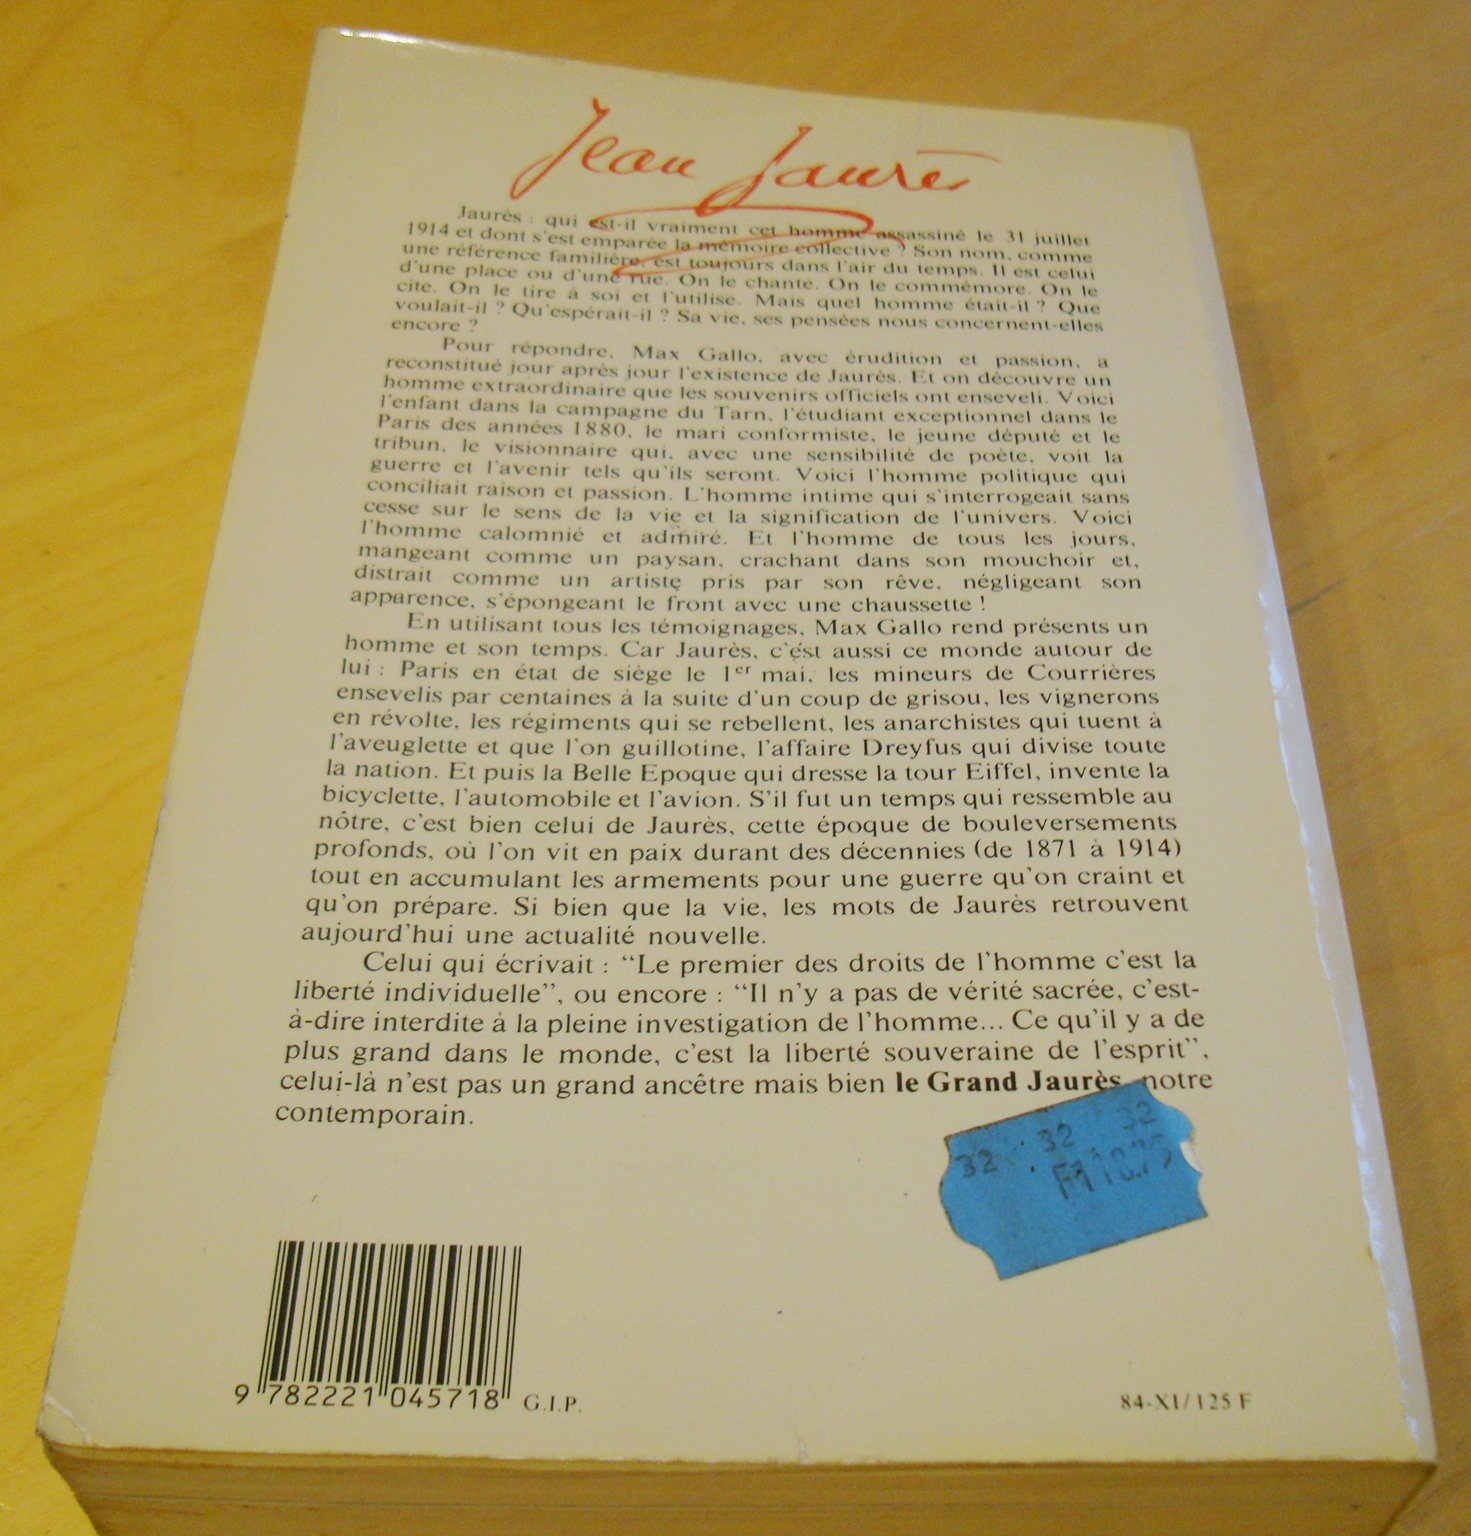 Jean Jaurès
Jaurès : qui est-il vraiment cet homme assassiné le 31 juillet
1914 et dont s'est emparée la mémoire collective ? Son nom, comme
une référence familière, est toujours dans l'air du temps. Il est celui
d'une place ou d'une rue. On le chante. On le commémore. On le
cite. On le tire à soi et l'utilise. Mais quel homme était-il ? Que
voulait-il ? Qu'espérait-il ? Sa vie, ses pensées nous concernent-elles
encore ?
Pour répondre, Max Gallo, avec érudition et passion, a
reconstitué jour après jour l'existence de Jaurès. Et on découvre un
homme extraordinaire que les souvenirs officiels ont enseveli. Voici
l'enfant dans la campagne du Tarn, l'étudiant exceptionnel dans le
Paris des années 1880, le mari conformiste, le jeune député et le
tribun, le visionnaire qui, avec une sensibilité de poète, voit la
guerre et l'avenir tels qu'ils seront. Voici l'homme politique qui
conciliait raison et passion. L'homme intime qui s'interrogeait sans
cesse sur le sens de la vie et la signification de l'univers. Voici
l'homme calomnié et admiré. Et l'homme de tous les jours,
mangeant comme un paysan, crachant dans son mouchoir et,
distrait comme un artiste pris par son rêve, négligeant son
apparence, s'épongeant le front avec une chaussette !
En utilisant tous les témoignages, Max Gallo rend présents un
homme et son temps. Car Jaurès, c'est aussi ce monde autour de
lui : Paris en état de siège le 1er mai, les mineurs de Courrières
ensevelis par centaines à la suite d'un coup de grisou, les vignerons
en révolte, les régiments qui se rebellent, les anarchistes qui tuent à
l'aveuglette et que l'on guillotine, l'affaire Dreyfus qui divise toute
la nation. Et puis la Belle Epoque qui dresse la tour Eiffel, invente la
bicyclette, l'automobile et l'avion. S'il fut un temps qui ressemble au
nôtre, c'est bien celui de Jaurès, cette époque de bouleversements
profonds, où l'on vit en paix durant des décennies (de 1871 à 1914)
tout en accumulant les armements pour une guerre qu'on craint et
qu'on prépare. Si bien que la vie, les mots de Jaurès retrouvent
aujourd'hui une actualité nouvelle.
Celui qui écrivait : “Le premier des droits de l'homme c'est la
liberté individuelle”, ou encore : “Il n'y a pas de vérité sacrée, c'est-
à-dire interdite à la pleine investigation de l'homme... Ce qu'il y a de
plus grand dans le monde, c'est la liberté souveraine de l'esprit”,
celui-là n'est pas un grand ancêtre mais bien le Grand Jaurès, notre
contemporain.
32 32 32
9 782221 045718 G.I.P.
84-XI/125 F